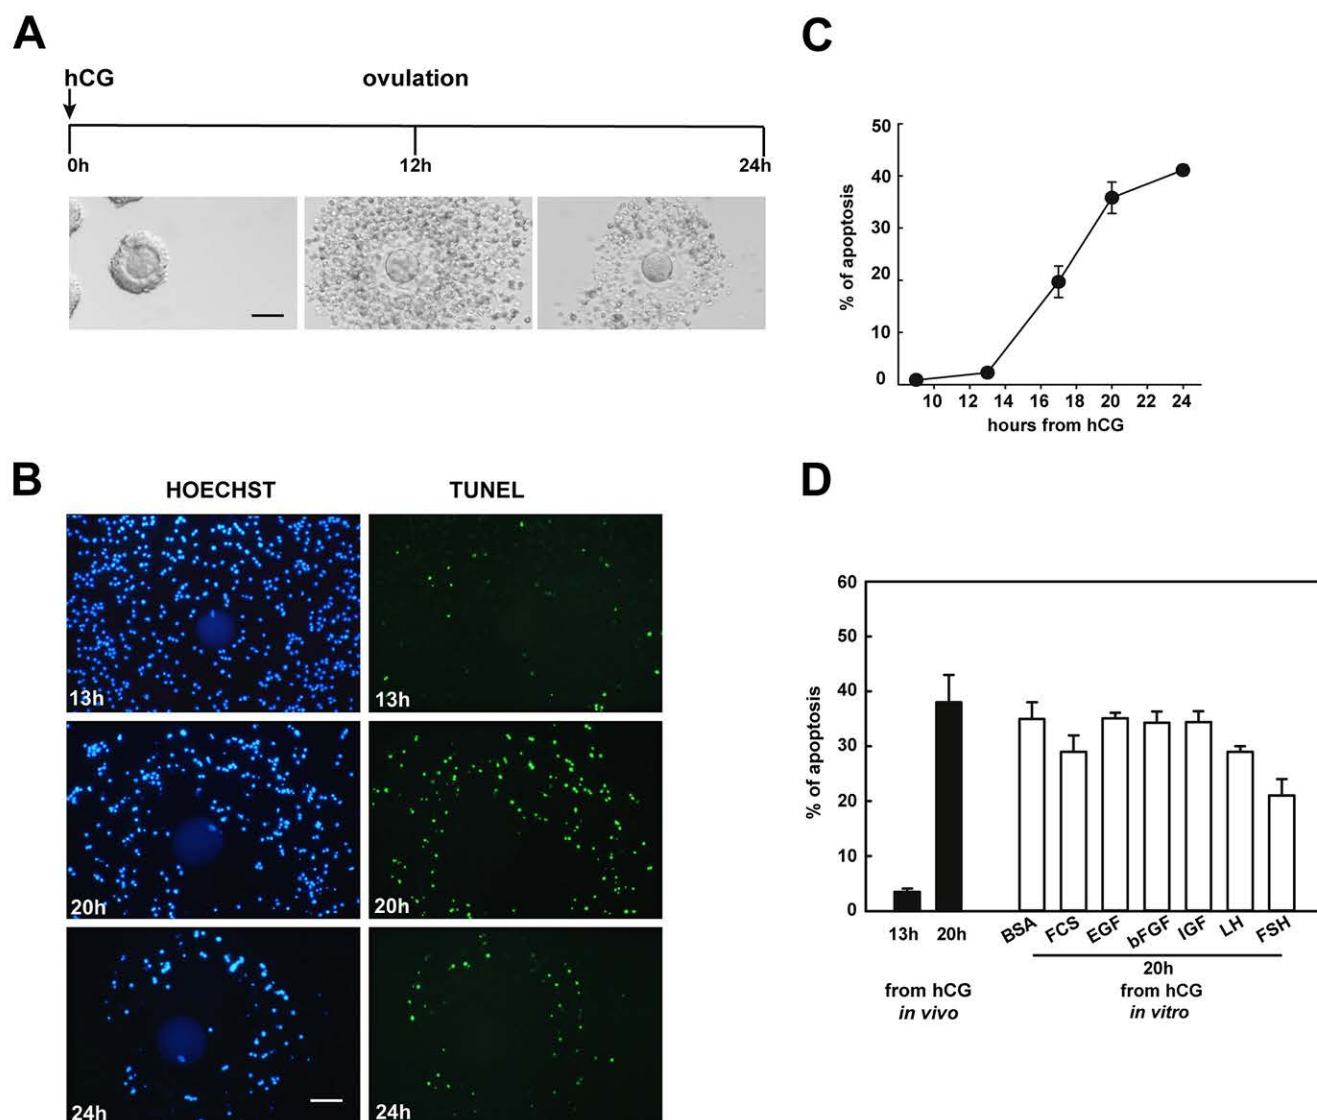 A
hCG
ovulation
0h
12h
24h
B
HOECHST
TUNEL
13h
13h
20h
20h
24h
24h
C
50
40
30
20
10
0
% of apoptosis
10 12 14 16 18 20 22 24
hours from hCG
D
60
50
40
30
20
10
0
% of apoptosis
13h 20h
BSA FCS EGF bFGF IGF LH FSH
from hCG
in vivo
20h
from hCG
in vitro